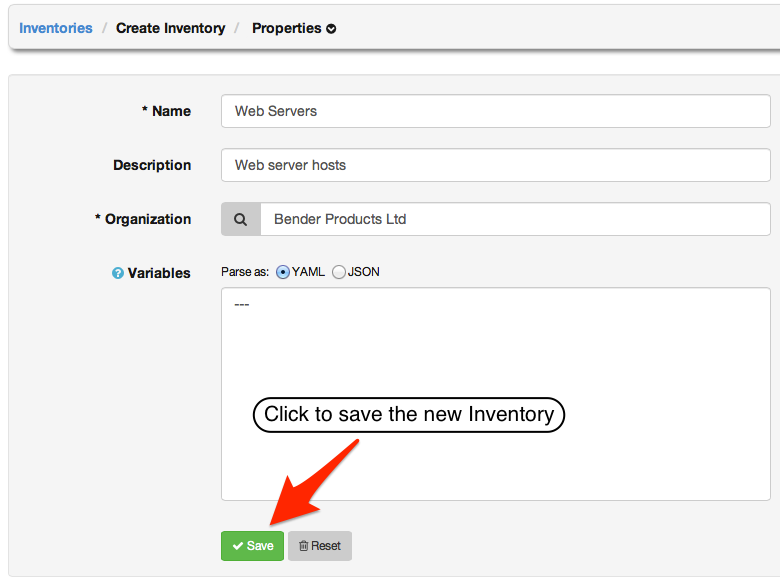 Inventories / Create Inventory / Properties
* Name Web Servers
Description Web server hosts
* Organization Bender Products Ltd
? Variables Parse as: YAML JSON
---
Click to save the new Inventory
Save Reset